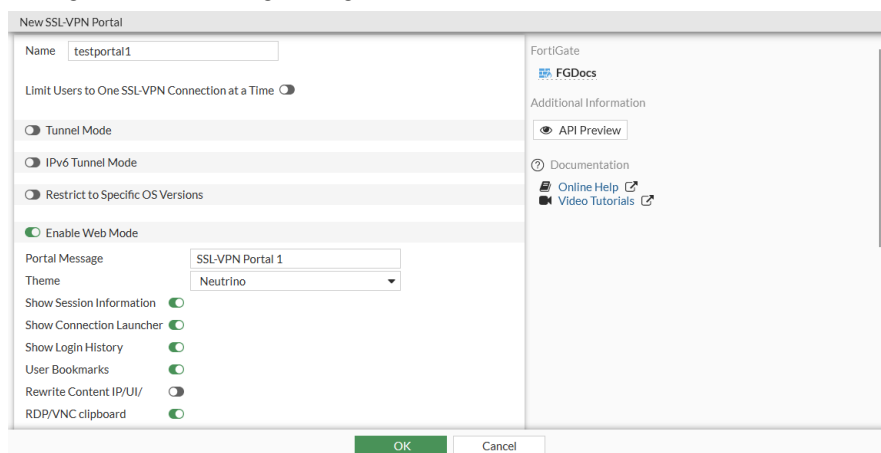 New SSL-VPN Portal
Name testportal1
Limit Users to One SSL-VPN Connection at a Time
Tunnel Mode
IPv6 Tunnel Mode
Restrict to Specific OS Versions
Enable Web Mode
Portal Message SSL-VPN Portal 1
Theme Neutrino
Show Session Information
Show Connection Launcher
Show Login History
User Bookmarks
Rewrite Content IP/UI/
RDP/VNC clipboard
FortiGate
FGDocs
Additional Information
API Preview
Documentation
Online Help
Video Tutorials
OK Cancel